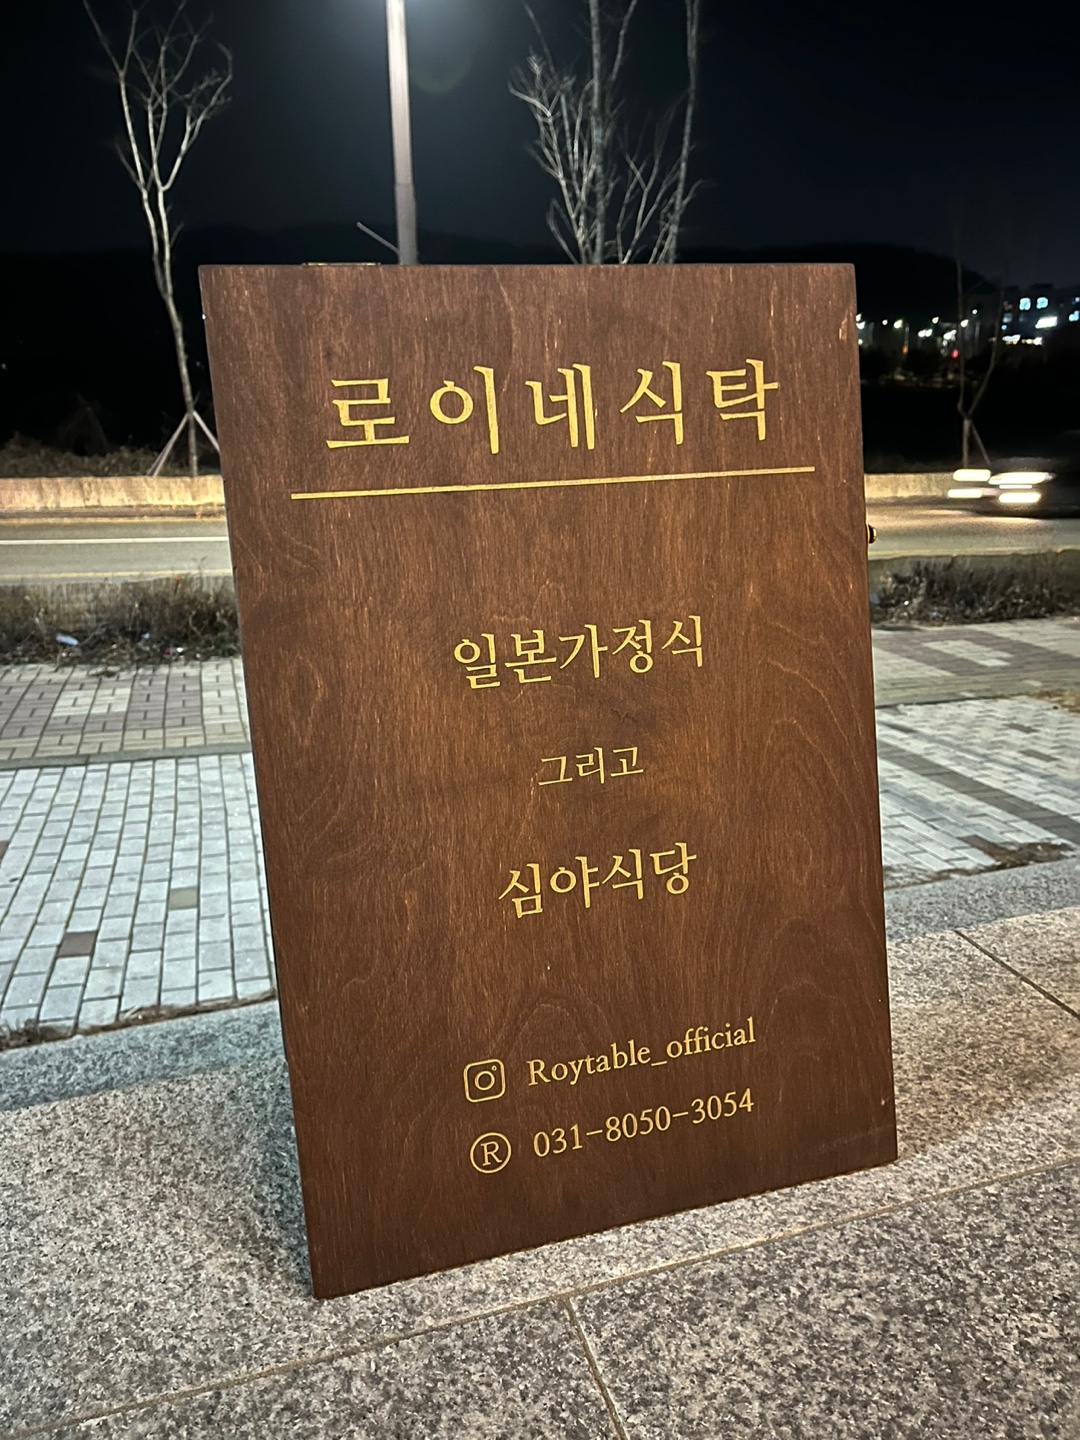 로이네식탁
일본가정식
그리고
심야식당
Roytable_official
R 031-8050-3054